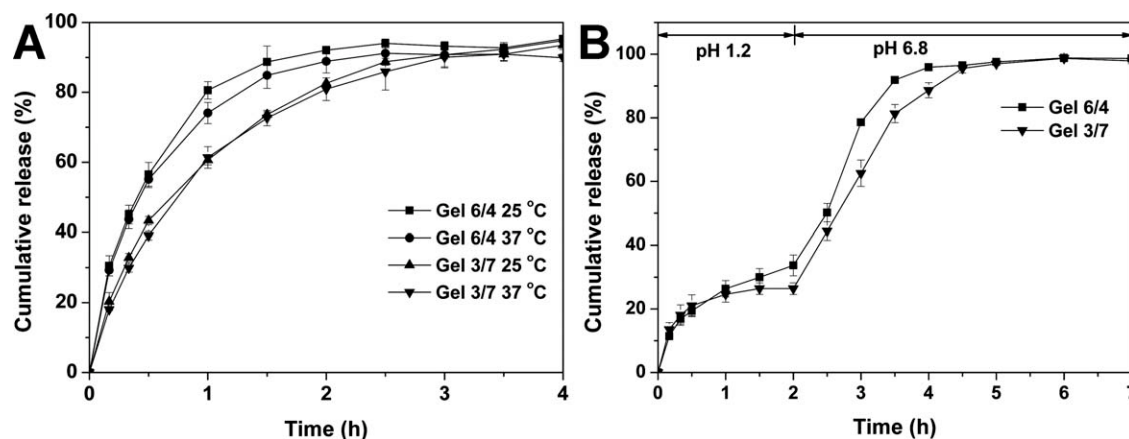 A
Cumulative release (%)
100
80
60
40
20
0
Gel 6/4 25 °C
Gel 6/4 37 °C
Gel 3/7 25 °C
Gel 3/7 37 °C
0 1 2 3 4
Time (h)
B
pH 1.2 pH 6.8
Cumulative release (%)
100
80
60
40
20
0
Gel 6/4
Gel 3/7
0 1 2 3 4 5 6 7
Time (h)